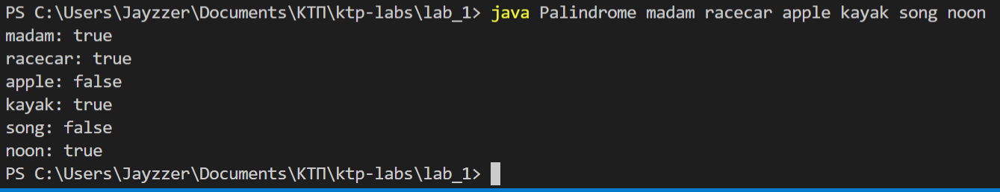 PS C:\Users\Jayzzer\Documents\КТП\ktp-labs\lab_1> java Palindrome madam racecar apple kayak song noon
madam: true
racecar: true
apple: false
kayak: true
song: false
noon: true
PS C:\Users\Jayzzer\Documents\КТП\ktp-labs\lab_1>